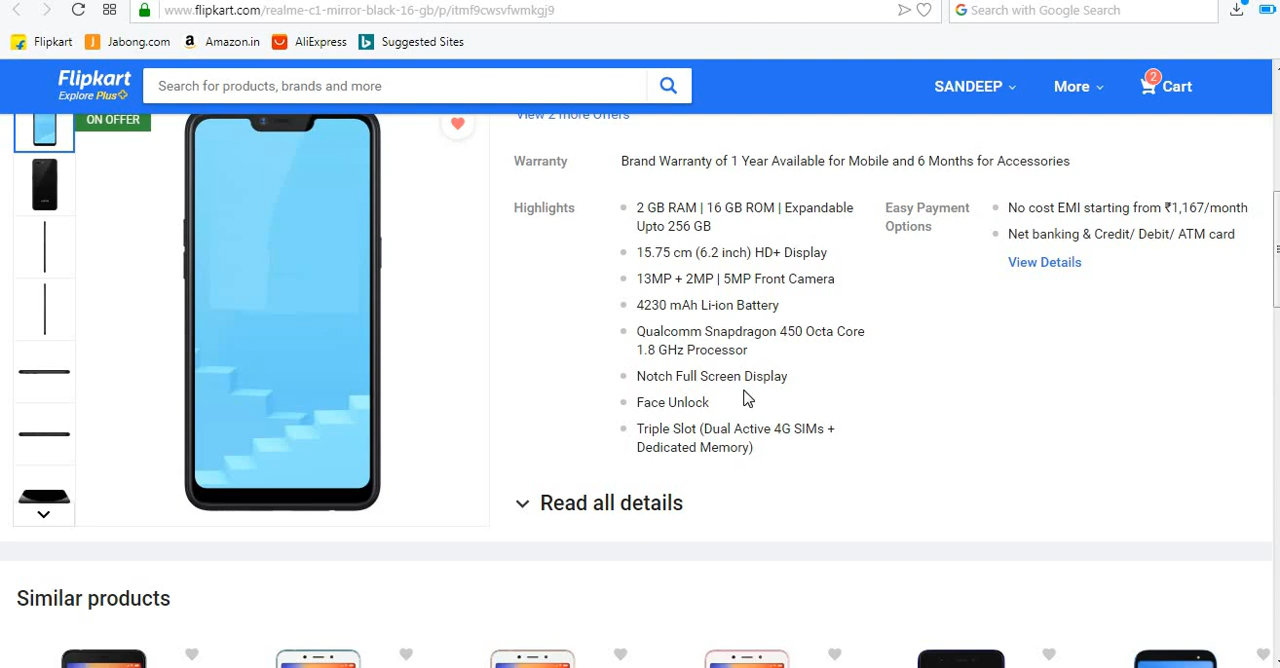 www.flipkart.com/realme-c1-mirror-black-16-gb/p/itmf9cwsvfwmkgj9
Search with Google Search
Flipkart
Jabong.com
Amazon.in
AliExpress
Suggested Sites
Flipkart
Explore Plus
Search for products, brands and more
SANDEEP
More
2
Cart
ON OFFER
View 2 more Offers
Warranty
Brand Warranty of 1 Year Available for Mobile and 6 Months for Accessories
Highlights
2 GB RAM | 16 GB ROM | Expandable
Upto 256 GB
15.75 cm (6.2 inch) HD+ Display
13MP + 2MP | 5MP Front Camera
4230 mAh Li-ion Battery
Qualcomm Snapdragon 450 Octa Core
1.8 GHz Processor
Notch Full Screen Display
Face Unlock
Triple Slot (Dual Active 4G SIMs +
Dedicated Memory)
Easy Payment
Options
No cost EMI starting from ₹1,167/month
Net banking & Credit/ Debit/ ATM card
View Details
Read all details
Similar products